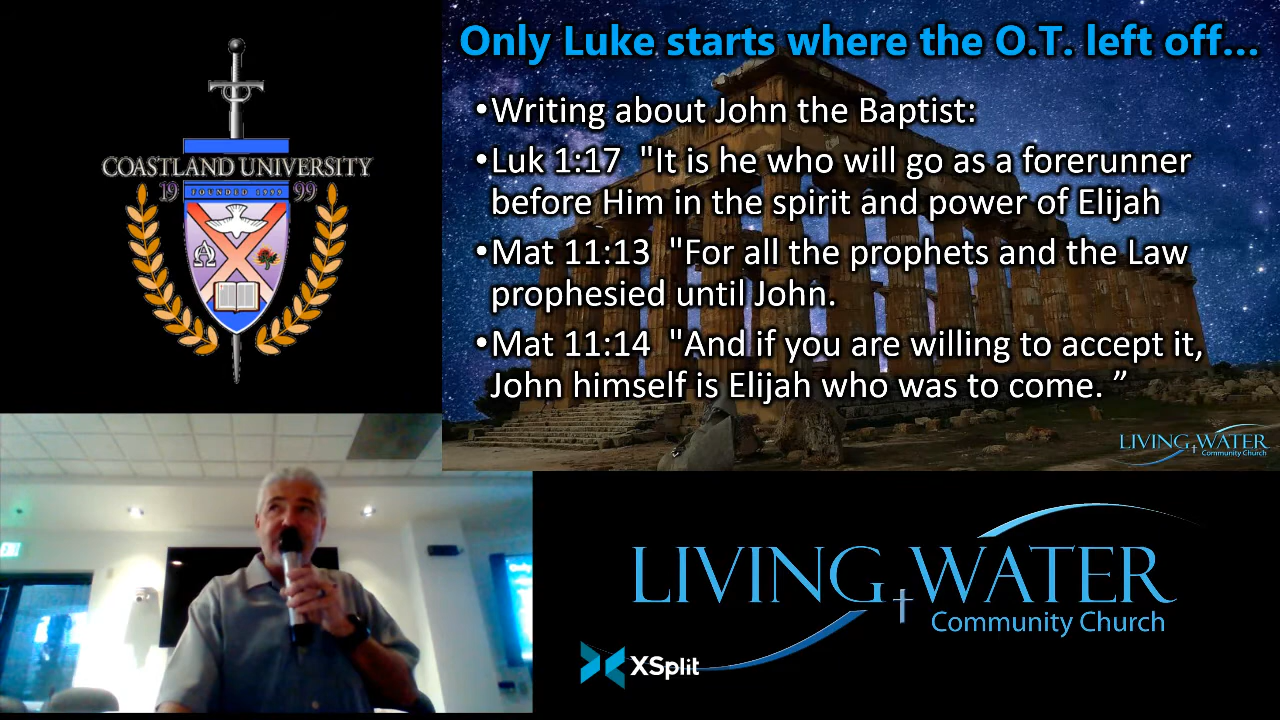 COASTLAND UNIVERSITY
19 FOUNDED 1999 99
Only Luke starts where the O.T. left off...
•Writing about John the Baptist:
•Luk 1:17 "It is he who will go as a forerunner
before Him in the spirit and power of Elijah
•Mat 11:13 "For all the prophets and the Law
prophesied until John.
•Mat 11:14 "And if you are willing to accept it,
John himself is Elijah who was to come. ”
LIVING WATER
Community Church
EXIT
LIVING WATER
Community Church
XSplit